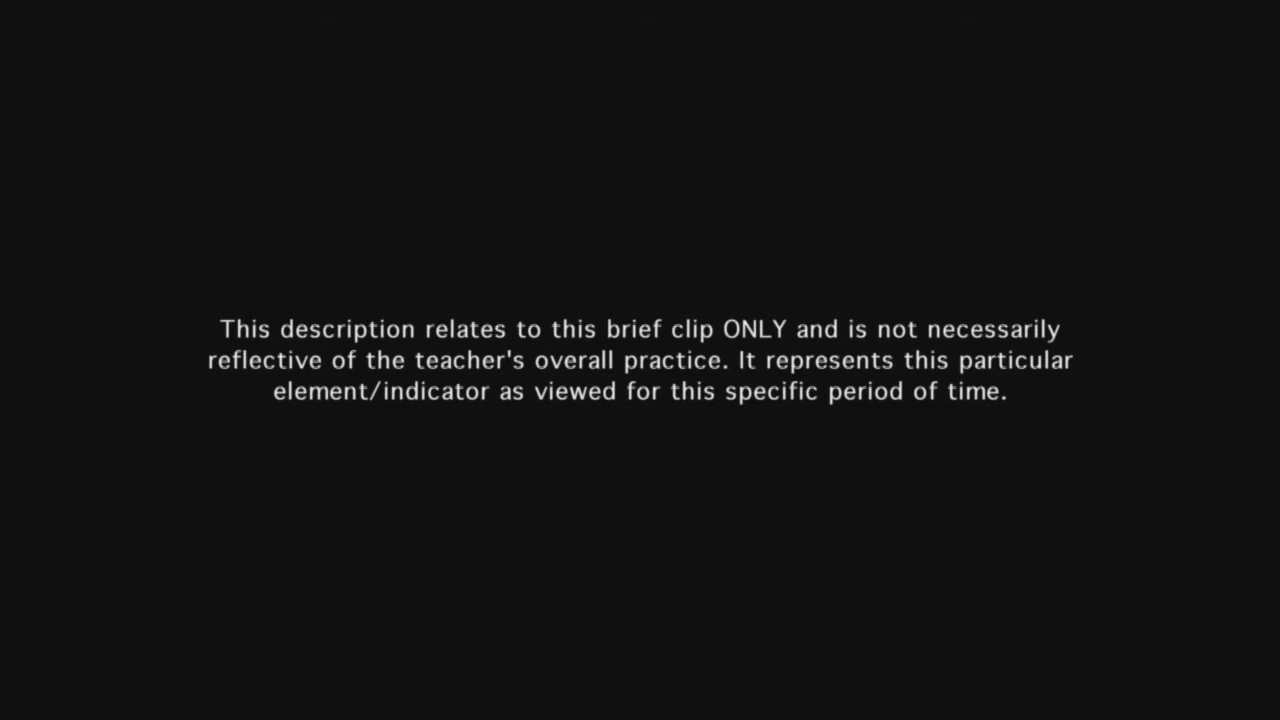 This description relates to this brief clip ONLY and is not necessarily
reflective of the teacher's overall practice. It represents this particular
element/indicator as viewed for this specific period of time.